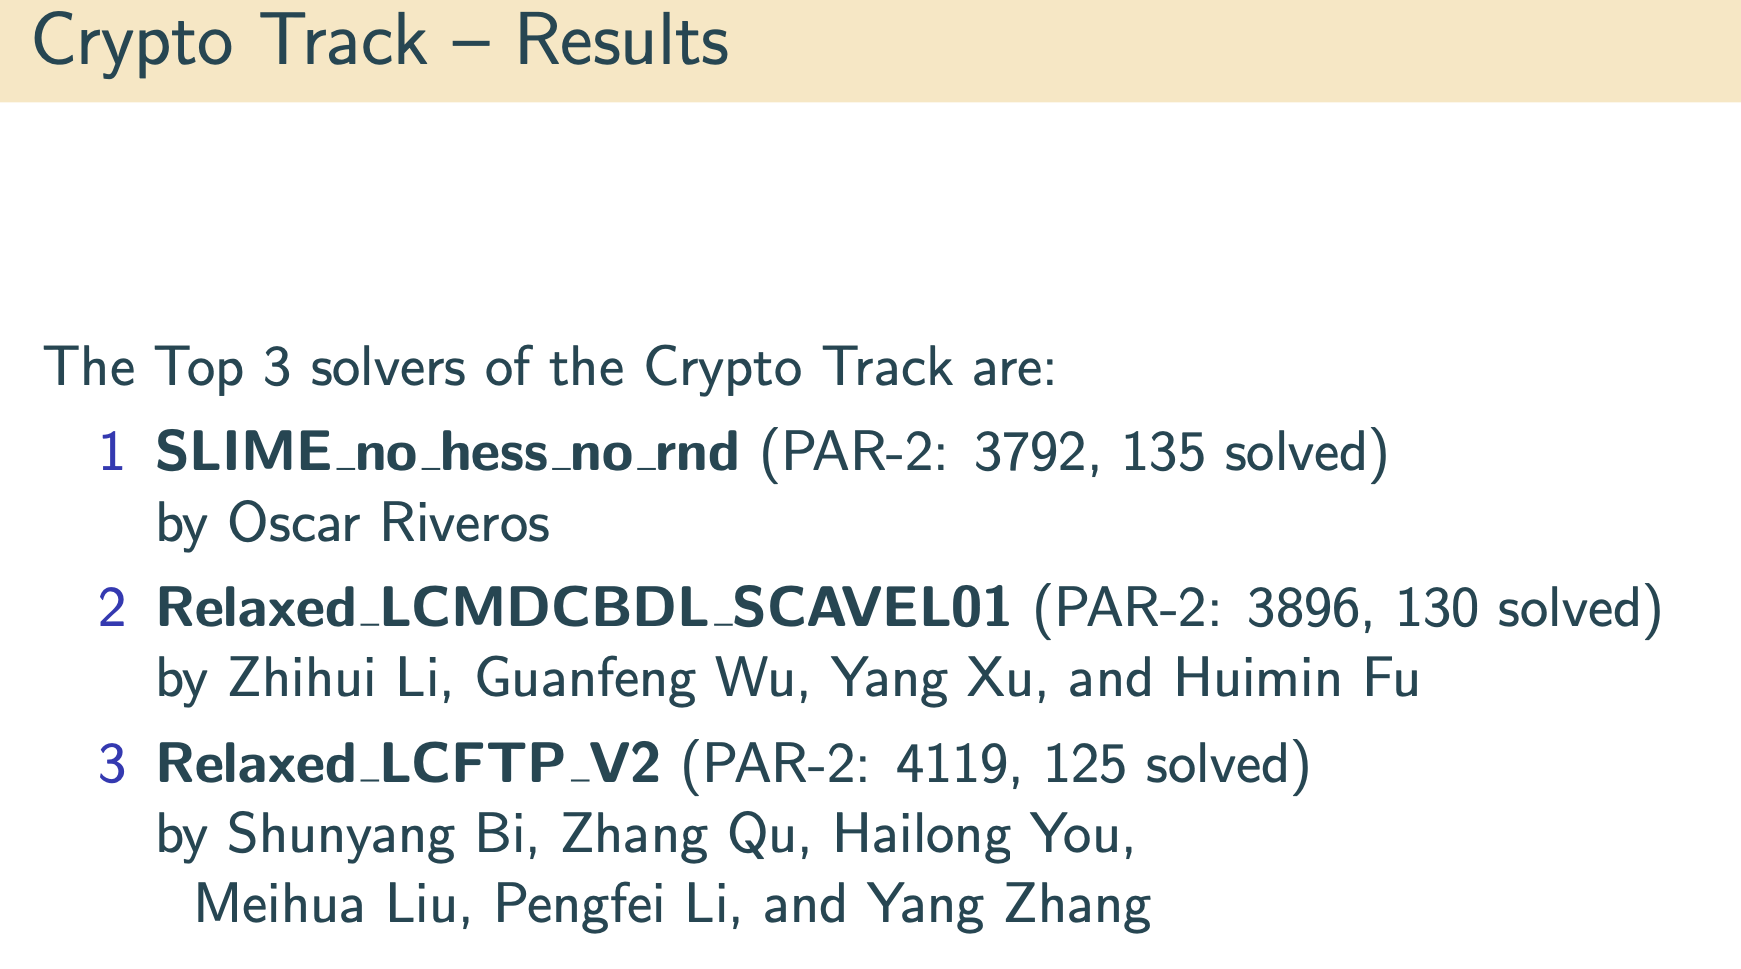 Crypto Track – Results
The Top 3 solvers of the Crypto Track are:
1 SLIME_no_hess_no_rnd (PAR-2: 3792, 135 solved)
by Oscar Riveros
2 Relaxed_LCMDCBDL_SCAVEL01 (PAR-2: 3896, 130 solved)
by Zhihui Li, Guanfeng Wu, Yang Xu, and Huimin Fu
3 Relaxed_LCFTP_V2 (PAR-2: 4119, 125 solved)
by Shunyang Bi, Zhang Qu, Hailong You,
Meihua Liu, Pengfei Li, and Yang Zhang